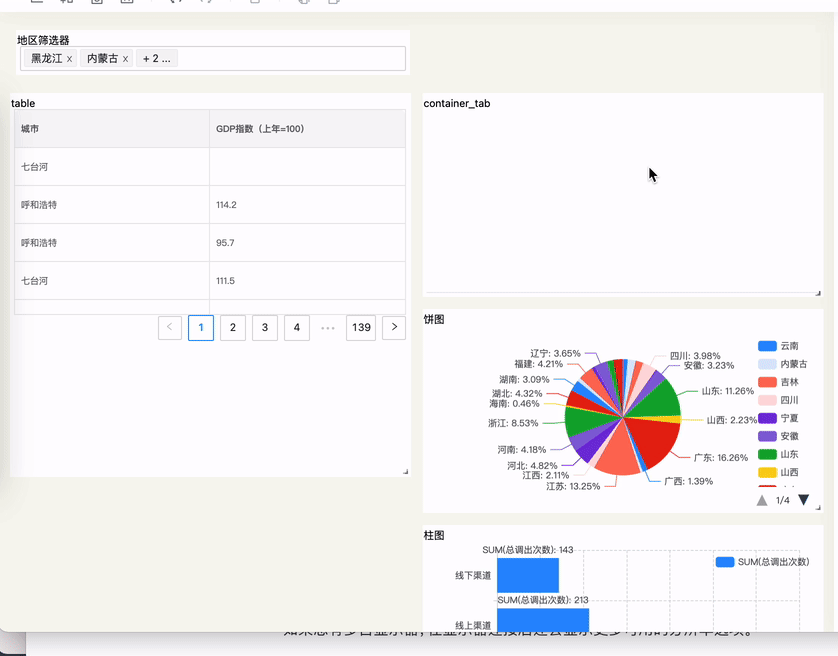 地区筛选器
黑龙江 x 内蒙古 x + 2 ...
table
城市 GDP指数（上年=100）
七台河
呼和浩特 114.2
呼和浩特 95.7
七台河 111.5
< 1 2 3 4 ··· 139 >
container_tab
饼图
辽宁: 3.65%
福建: 4.21%
湖南: 3.09%
湖北: 4.32%
海南: 0.46%
浙江: 8.53%
河南: 4.18%
河北: 4.82%
江西: 2.11%
江苏: 13.25%
四川: 3.98%
安徽: 3.23%
山东: 11.26%
山西: 2.23%
广东: 16.26%
广西: 1.39%
云南
内蒙古
吉林
四川
宁夏
安徽
山东
山西
1/4
柱图
SUM(总调出次数): 143
SUM(总调出次数)
线下渠道
SUM(总调出次数): 213
线上渠道